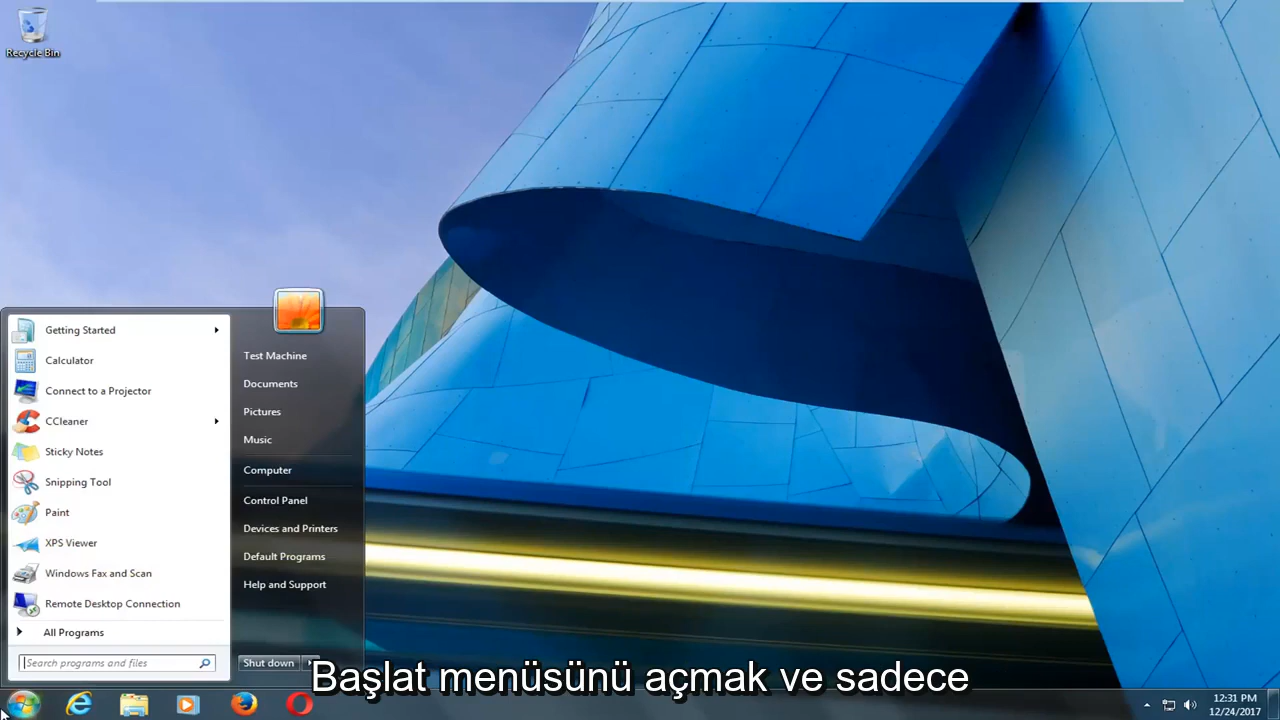 Recycle Bin
Getting Started
Calculator
Connect to a Projector
CCleaner
Sticky Notes
Snipping Tool
Paint
XPS Viewer
Windows Fax and Scan
Remote Desktop Connection
All Programs
Search programs and files
Test Machine
Documents
Pictures
Music
Computer
Control Panel
Devices and Printers
Default Programs
Help and Support
Shut down
Başlat menüsünü açmak ve sadece
12:31 PM
12/24/2017